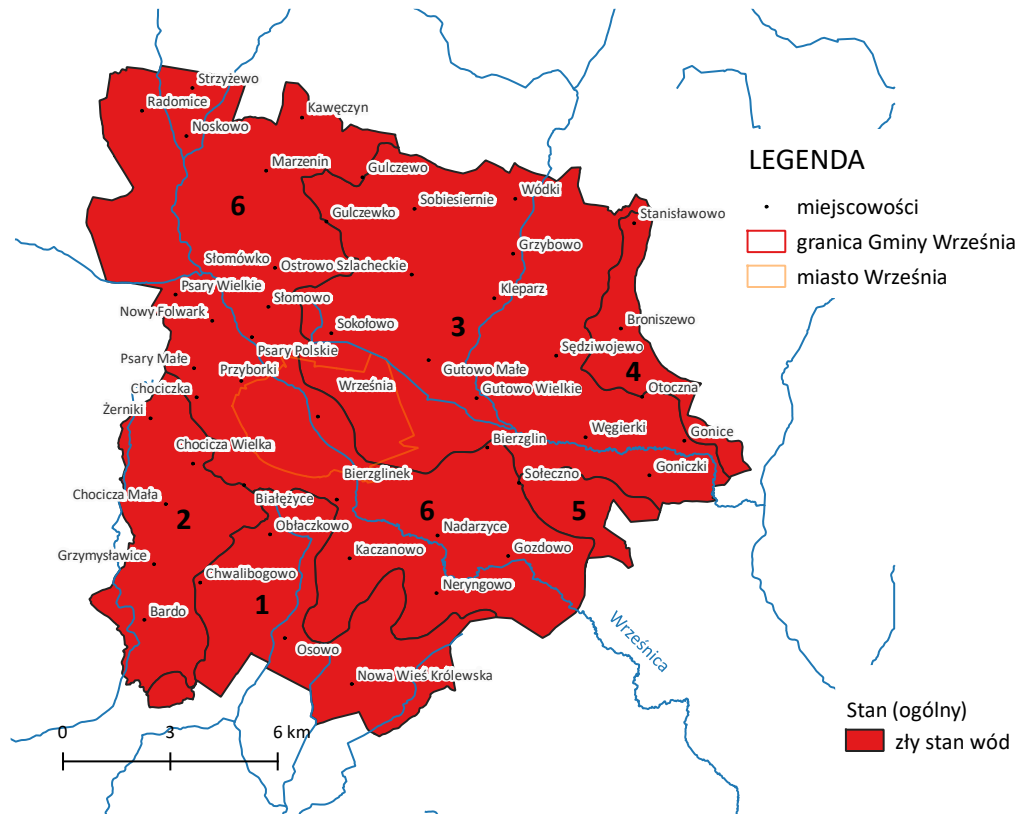 Strzyżewo
Radomice
Kawęczyn
Noskowo
LEGENDA
Marzenin
Gulczewo
Wódki
Sobiesiernie
miejscowości
Gulczewko
Stanisławowo
6
granica Gminy Września
Grzybowo
Słomówko
Ostrowo Szlacheckie
miasto Września
Psary Wielkie
Kleparz
Słomowo
Nowy Folwark
Broniszewo
Sokołowo
3
Sędziwojewo
Psary Polskie
Psary Małe
Przyborki
Gutowo Małe
4
Września
Chociczka
Gutowo Wielkie
Otoczna
Żerniki
Węgierki
Gonice
Chocicza Wielka
Bierzglin
Bierzglinek
Sołeczno
Goniczki
Chocicza Mała
Białężyce
2
6
5
Obłaczkowo
Nadarzyce
Grzymysławice
Kaczanowo
Gozdowo
Chwalibogowo
Neryngowo
1
Bardo
Wrześnica
Osowo
Nowa Wieś Królewska
Stan (ogólny)
0 3 6 km
zły stan wód